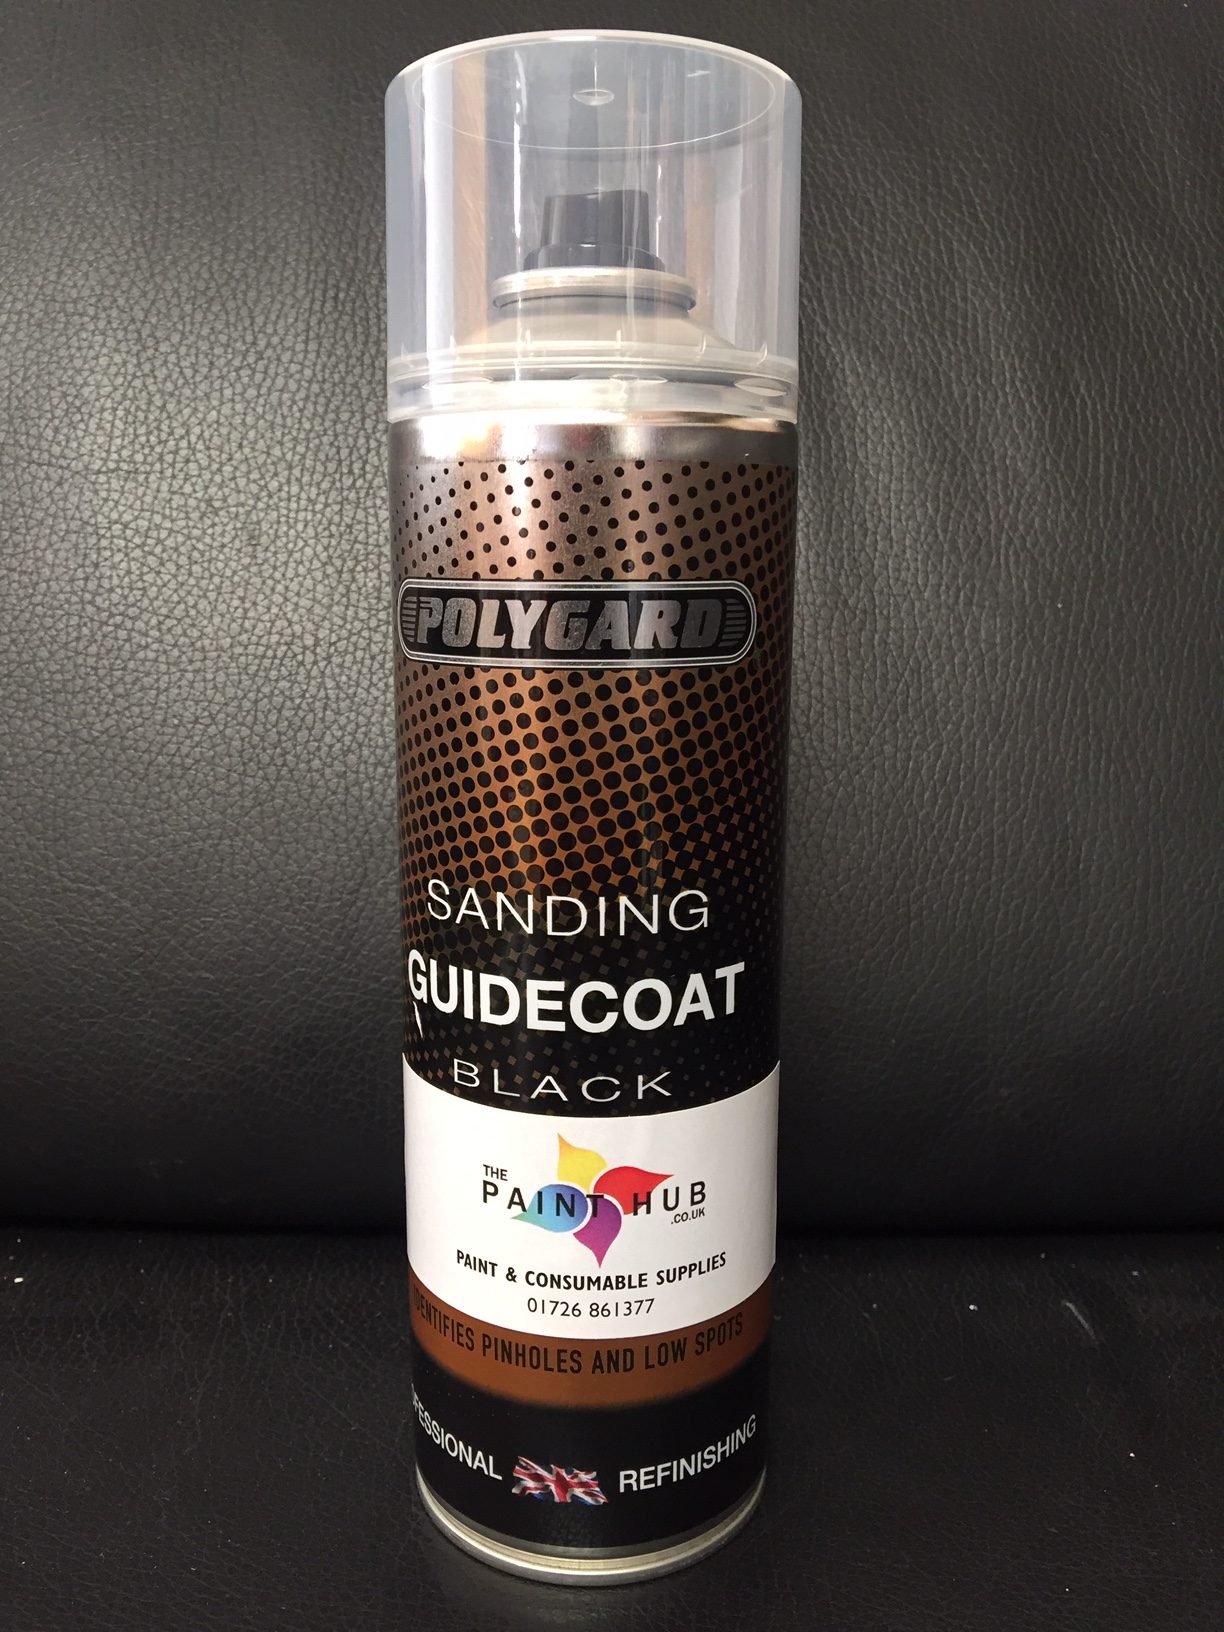 POLYGARD
SANDING
GUIDECOAT
BLACK
THE
PAINT HUB
.CO.UK
PAINT & CONSUMABLE SUPPLIES
01726 861377
IDENTIFIES PINHOLES AND LOW SPOTS
REFINISHING